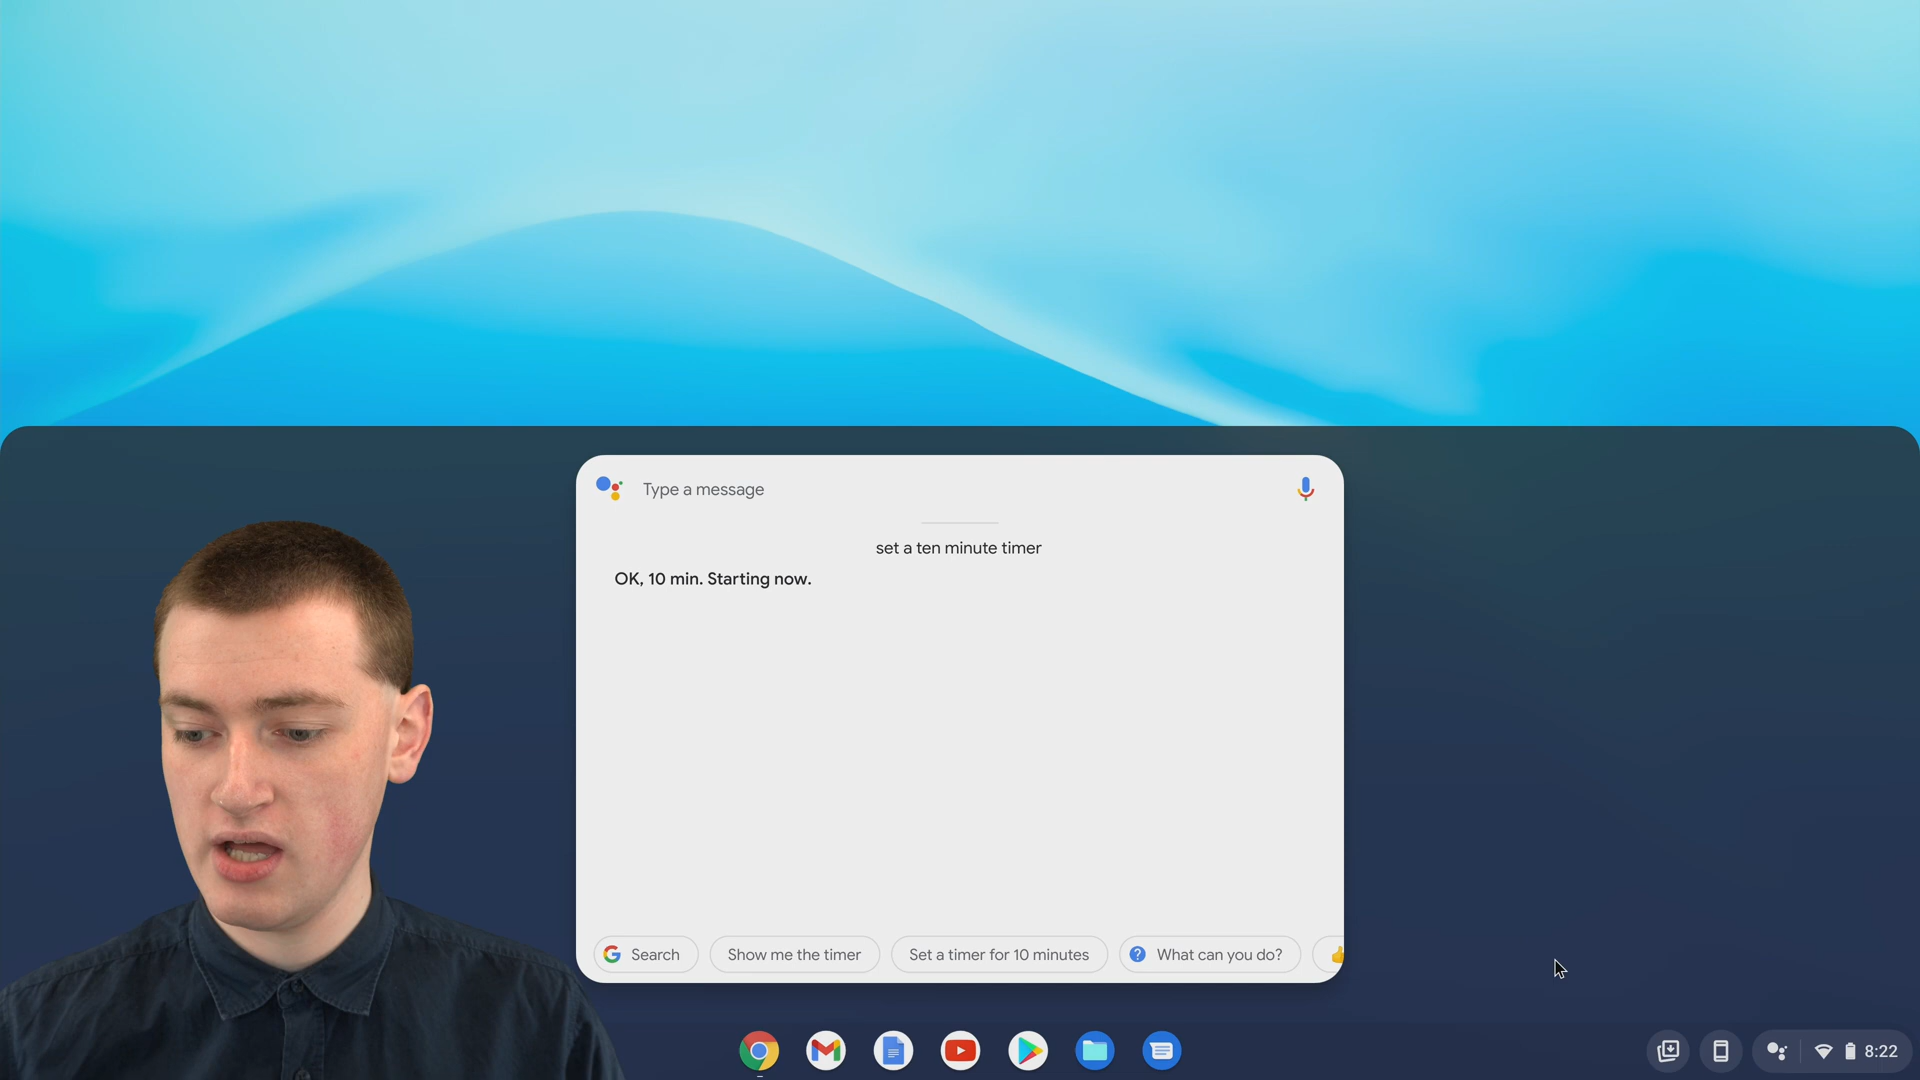 Type a message
set a ten minute timer
OK, 10 min. Starting now.
Search
Show me the timer
Set a timer for 10 minutes
What can you do?
8:22